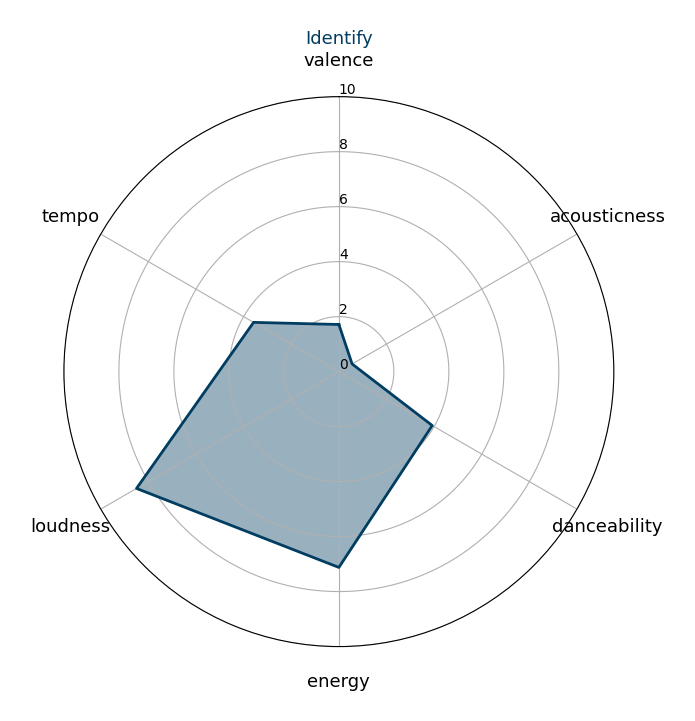 Identify
valence
10
8
tempo
6
acousticness
4
2
0
loudness
danceability
energy